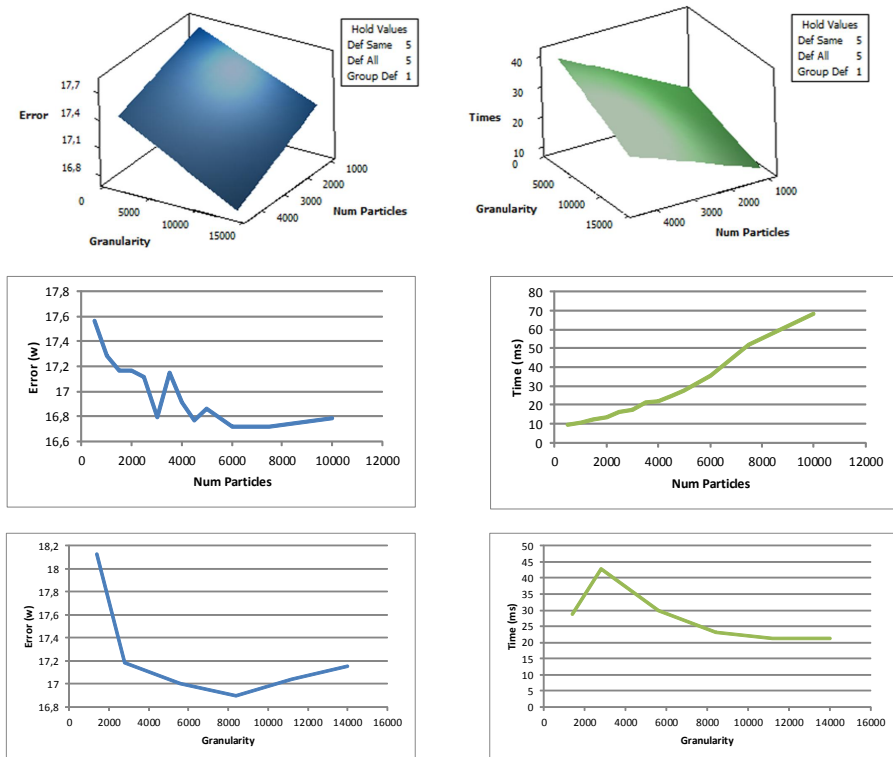 Hold Values
Def Same 5
Def All 5
Group Def 1
Error
17,7
17,4
17,1
16,8
0
5000
10000
15000
Granularity
1000
2000
3000
4000
Num Particles
Hold Values
Def Same 5
Def All 5
Group Def 1
Times
40
30
20
10
0
5000
10000
15000
Granularity
1000
2000
3000
4000
Num Particles
17,8
17,6
17,4
17,2
17
16,8
16,6
Error (w)
0 2000 4000 6000 8000 10000 12000
Num Particles
80
70
60
50
40
30
20
10
0
Time (ms)
0 2000 4000 6000 8000 10000 12000
Num Particles
18,2
18
17,8
17,6
17,4
17,2
17
16,8
Error (w)
0 2000 4000 6000 8000 10000 12000 14000 16000
Granularity
50
45
40
35
30
25
20
15
10
5
0
Time (ms)
0 2000 4000 6000 8000 10000 12000 14000 16000
Granularity